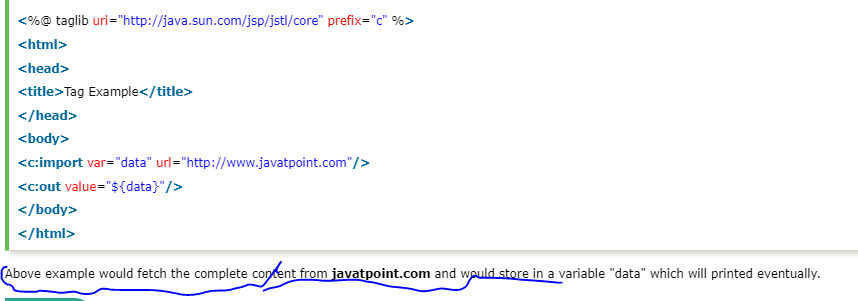 <%@ taglib uri="http://java.sun.com/jsp/jstl/core" prefix="c" %>
<html>
<head>
<title>Tag Example</title>
</head>
<body>
<c:import var="data" url="http://www.javatpoint.com"/>
<c:out value="${data}"/>
</body>
</html>
Above example would fetch the complete content from javatpoint.com and would store in a variable "data" which will printed eventually.